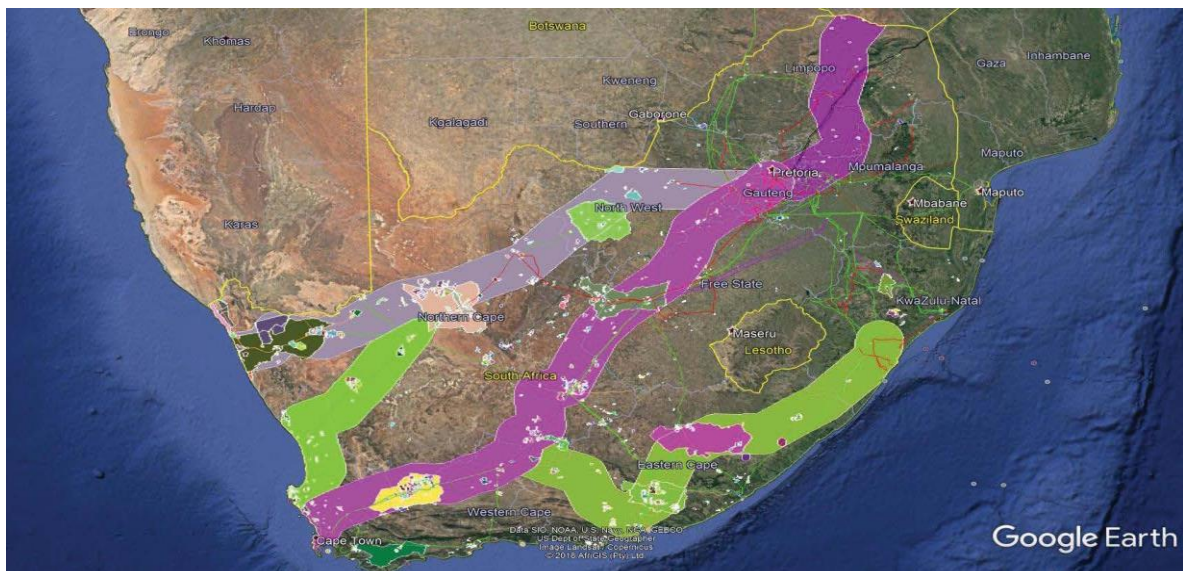 Erongo
Khomas
Botswana
Inhambane
Gaza
Limpopo
Kweneng
Hardap
Gaborone
Kgalagadi
Southern
Maputo
Mpumalanga
Pretoria
Gauteng
Maputo
Mbabane
North West
Swaziland
Karas
Free State
KwaZulu-Natal
Northern Cape
Maseru
Lesotho
South Africa
Eastern Cape
Western Cape
Data SIO, NOAA, U.S. Navy, NGA, GEBCO
US Dept of State Geographer
Image Landsat / Copernicus
© 2018 AfriGIS (Pty) Ltd.
Google Earth
Cape Town